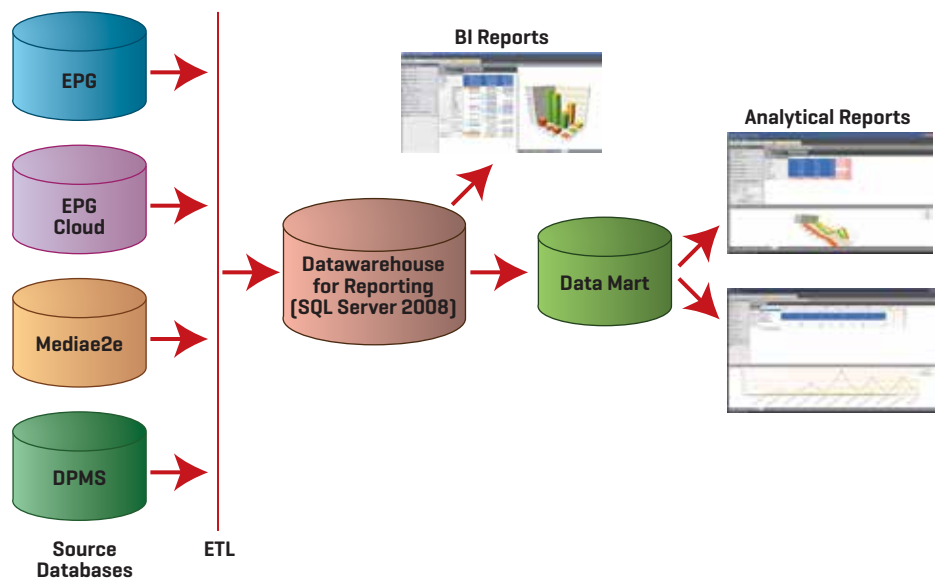 EPG
EPG
Cloud
Mediae2e
DPMS
Source
Databases
ETL
Datawarehouse
for Reporting
(SQL Server 2008)
BI Reports
Data Mart
Analytical Reports